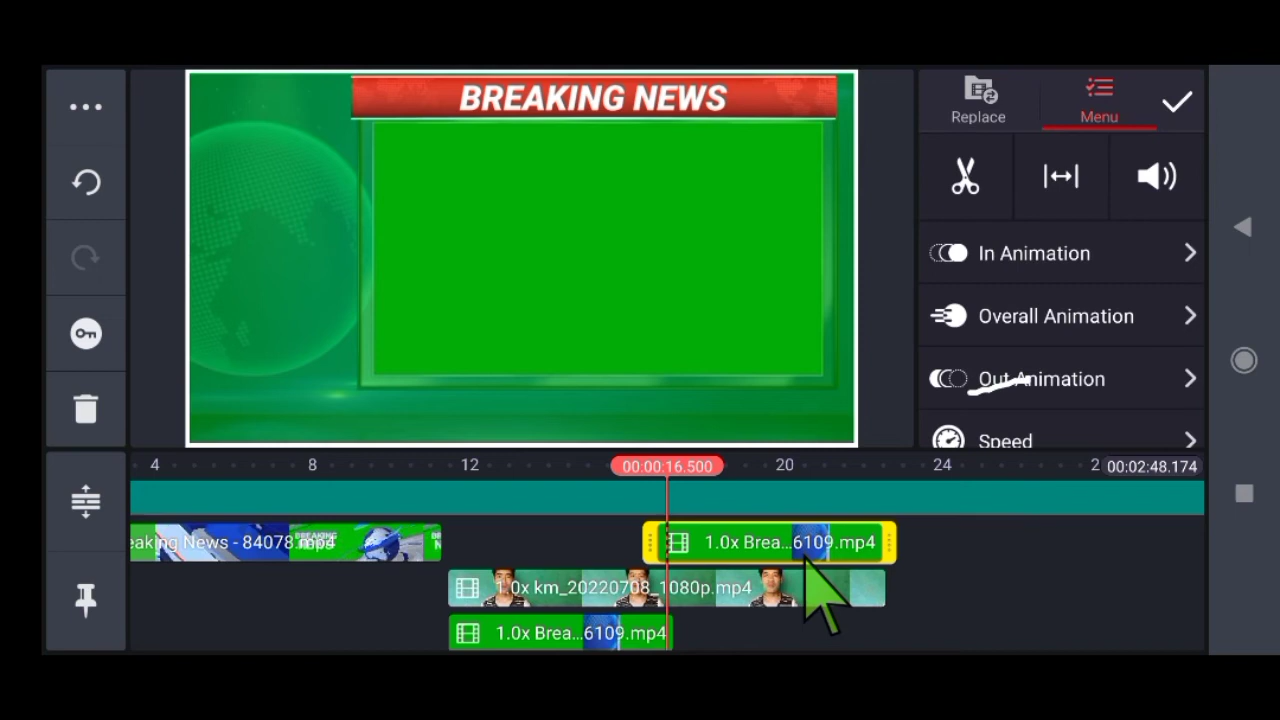 BREAKING NEWS
Replace
Menu
In Animation
Overall Animation
Out Animation
Speed
4 8 12 00:00:16.500 20 24 2 00:02:48.174
eaking News - 84078.mp4
BREAKING
1.0x Brea...6109.mp4
1.0x km_20220708_1080p.mp4
1.0x Brea...6109.mp4